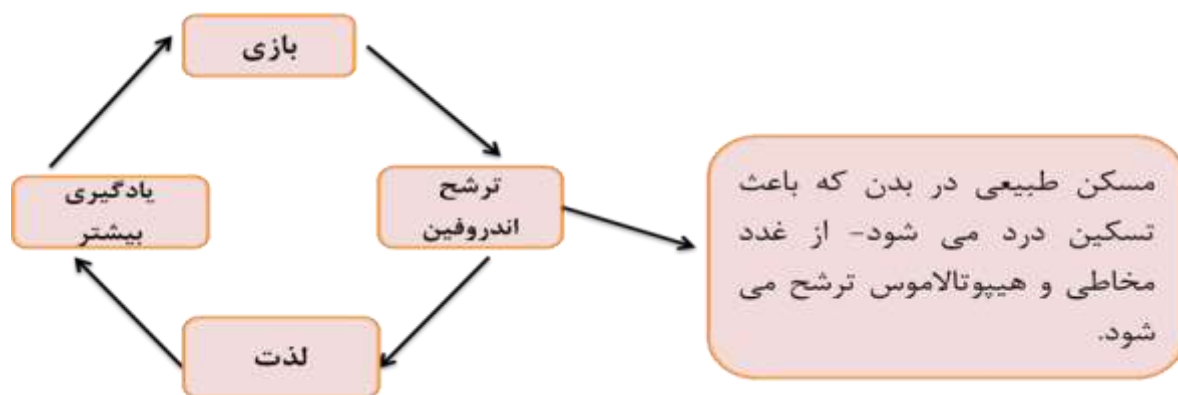 بازی
ترشح
اندروفین
لذت
یادگیری
بیشتر
مسکن طبیعی در بدن که باعث
تسکین درد می شود- از غدد
مخاطی و هیپوتالاموس ترشح می
شود.